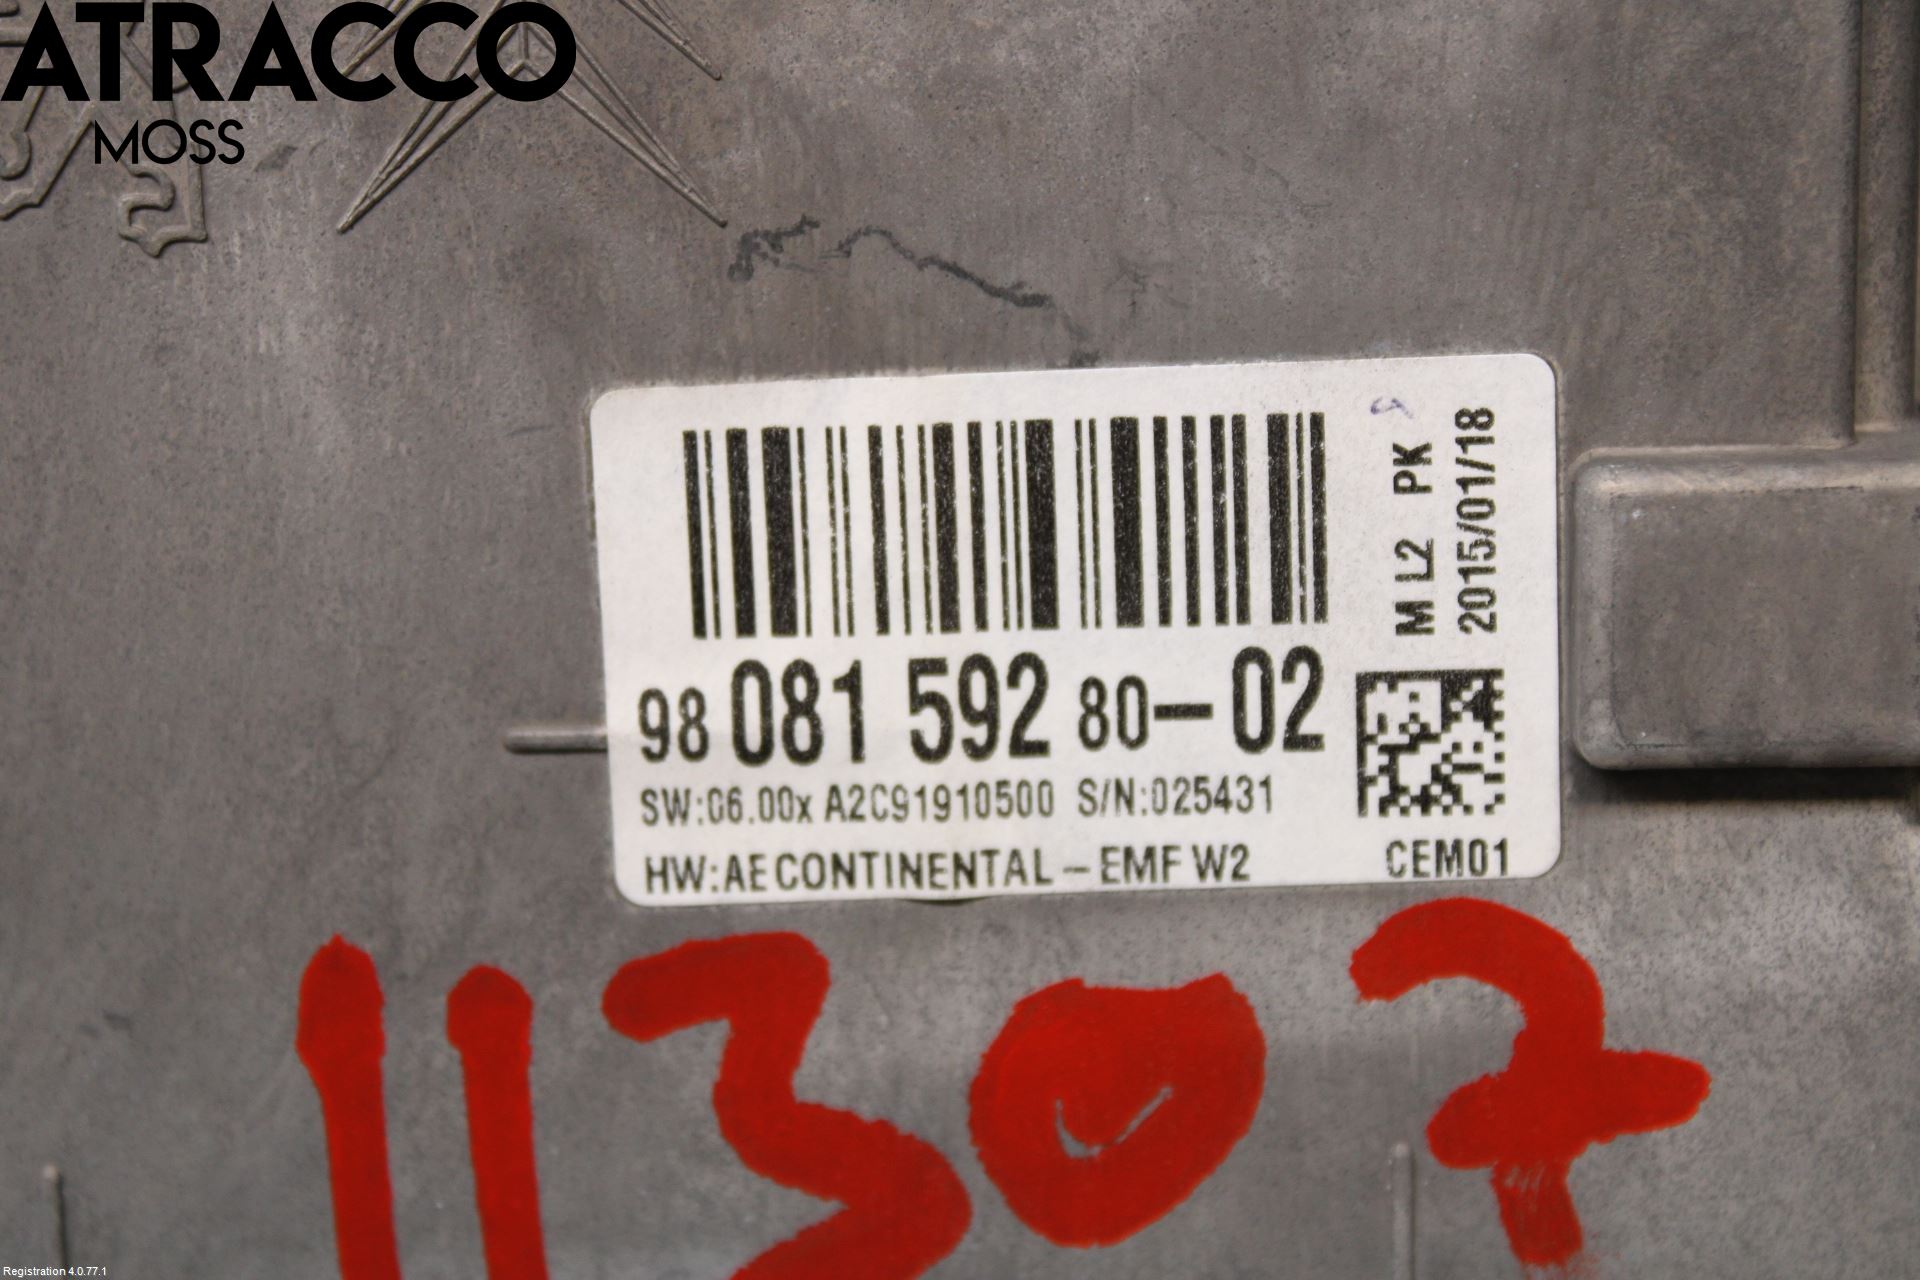 ATRACCO
MOSS
M L2 PK
2015/01/18
98 081 592 80-02
SW:06.00x A2C91910500 S/N:025431
HW:AE CONTINENTAL - EMF W2 CEM01
11307
Registration 4.0.77.1